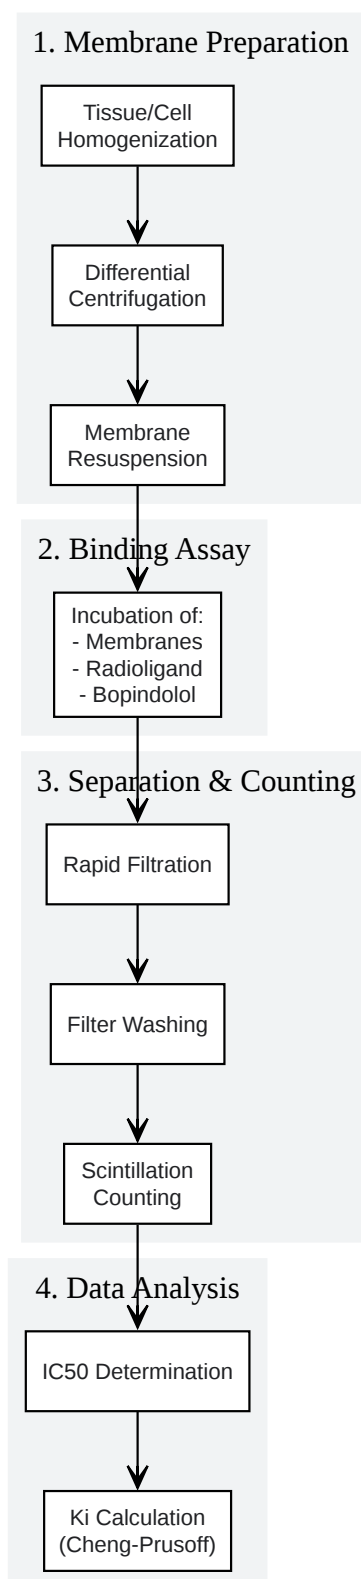 1. Membrane Preparation
Tissue/Cell
Homogenization
Differential
Centrifugation
Membrane
Resuspension
2. Binding Assay
Incubation of:
- Membranes
- Radioligand
- Bopindolol
3. Separation & Counting
Rapid Filtration
Filter Washing
Scintillation
Counting
4. Data Analysis
IC50 Determination
Ki Calculation
(Cheng-Prusoff)